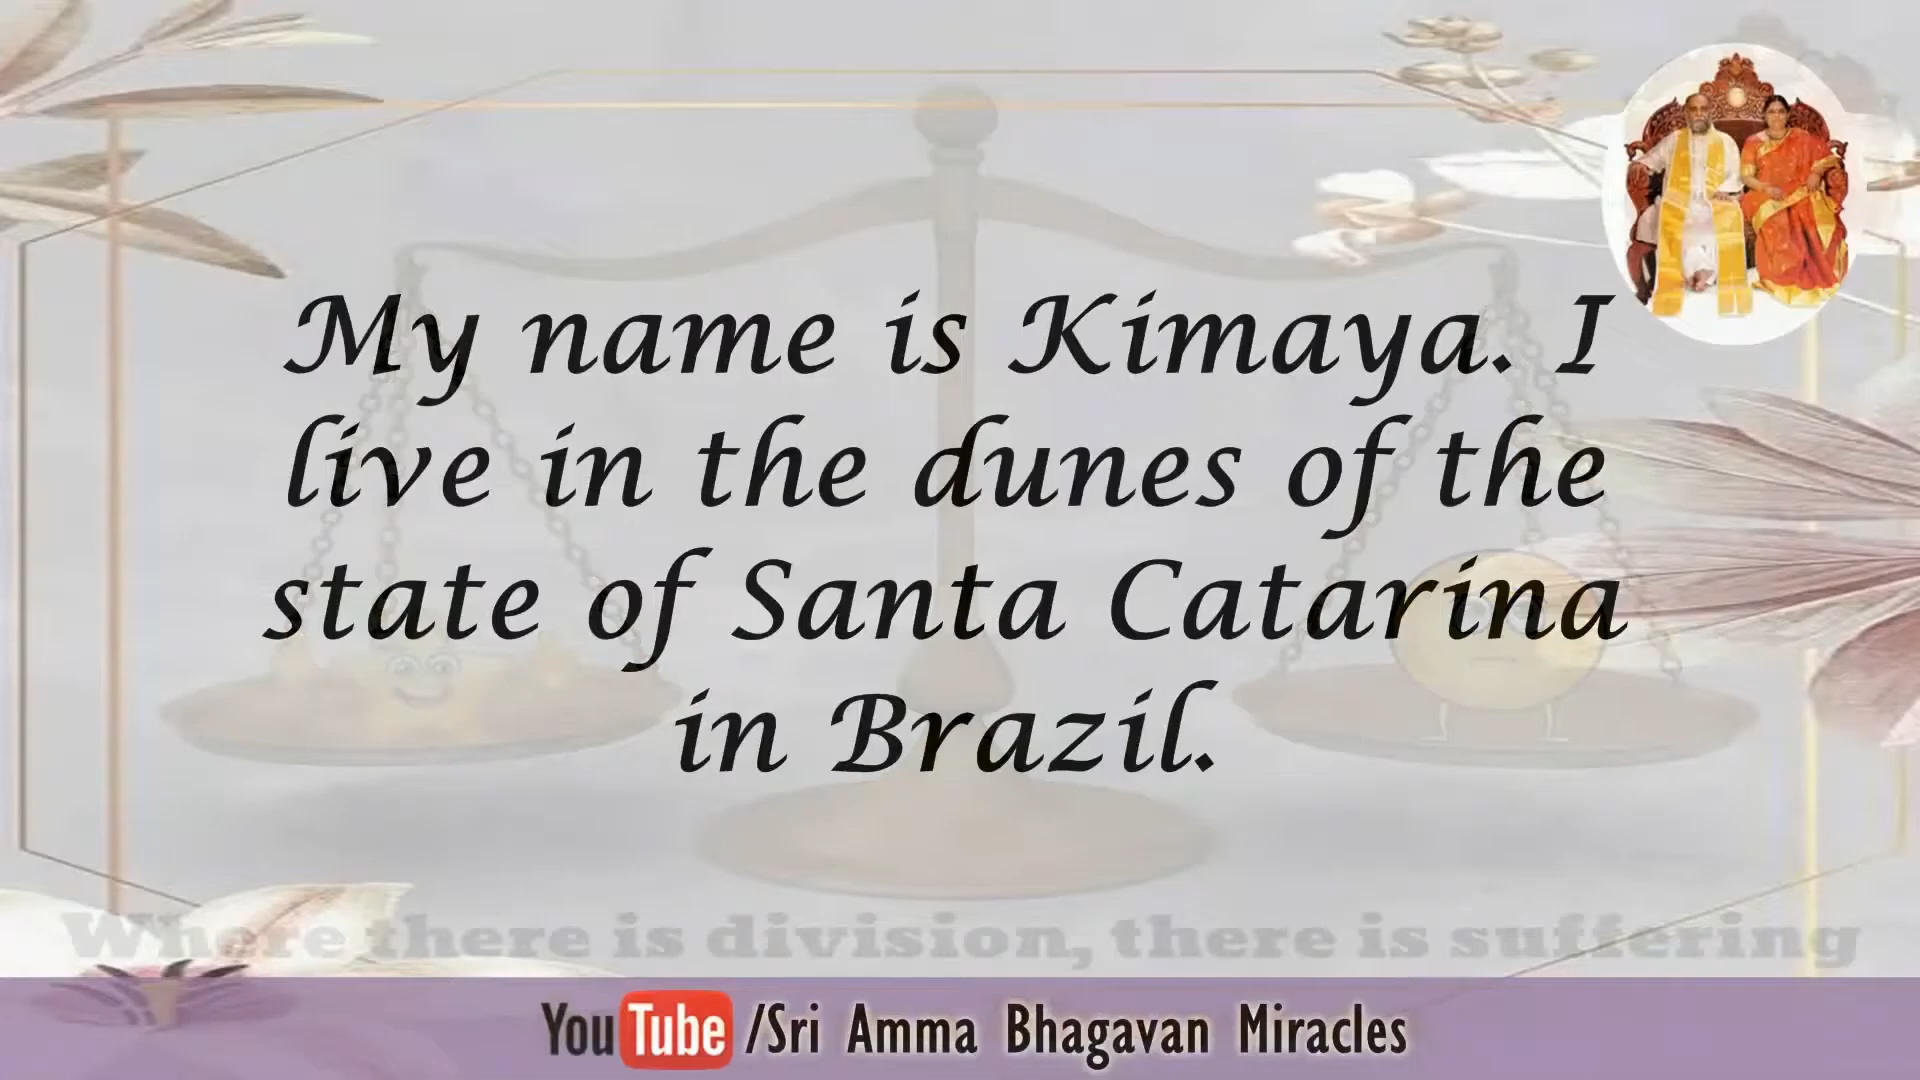 My name is Kimaya. I
live in the dunes of the
state of Santa Catarina
in Brazil.
Where there is division, there is suffering
YouTube /Sri Amma Bhagavan Miracles